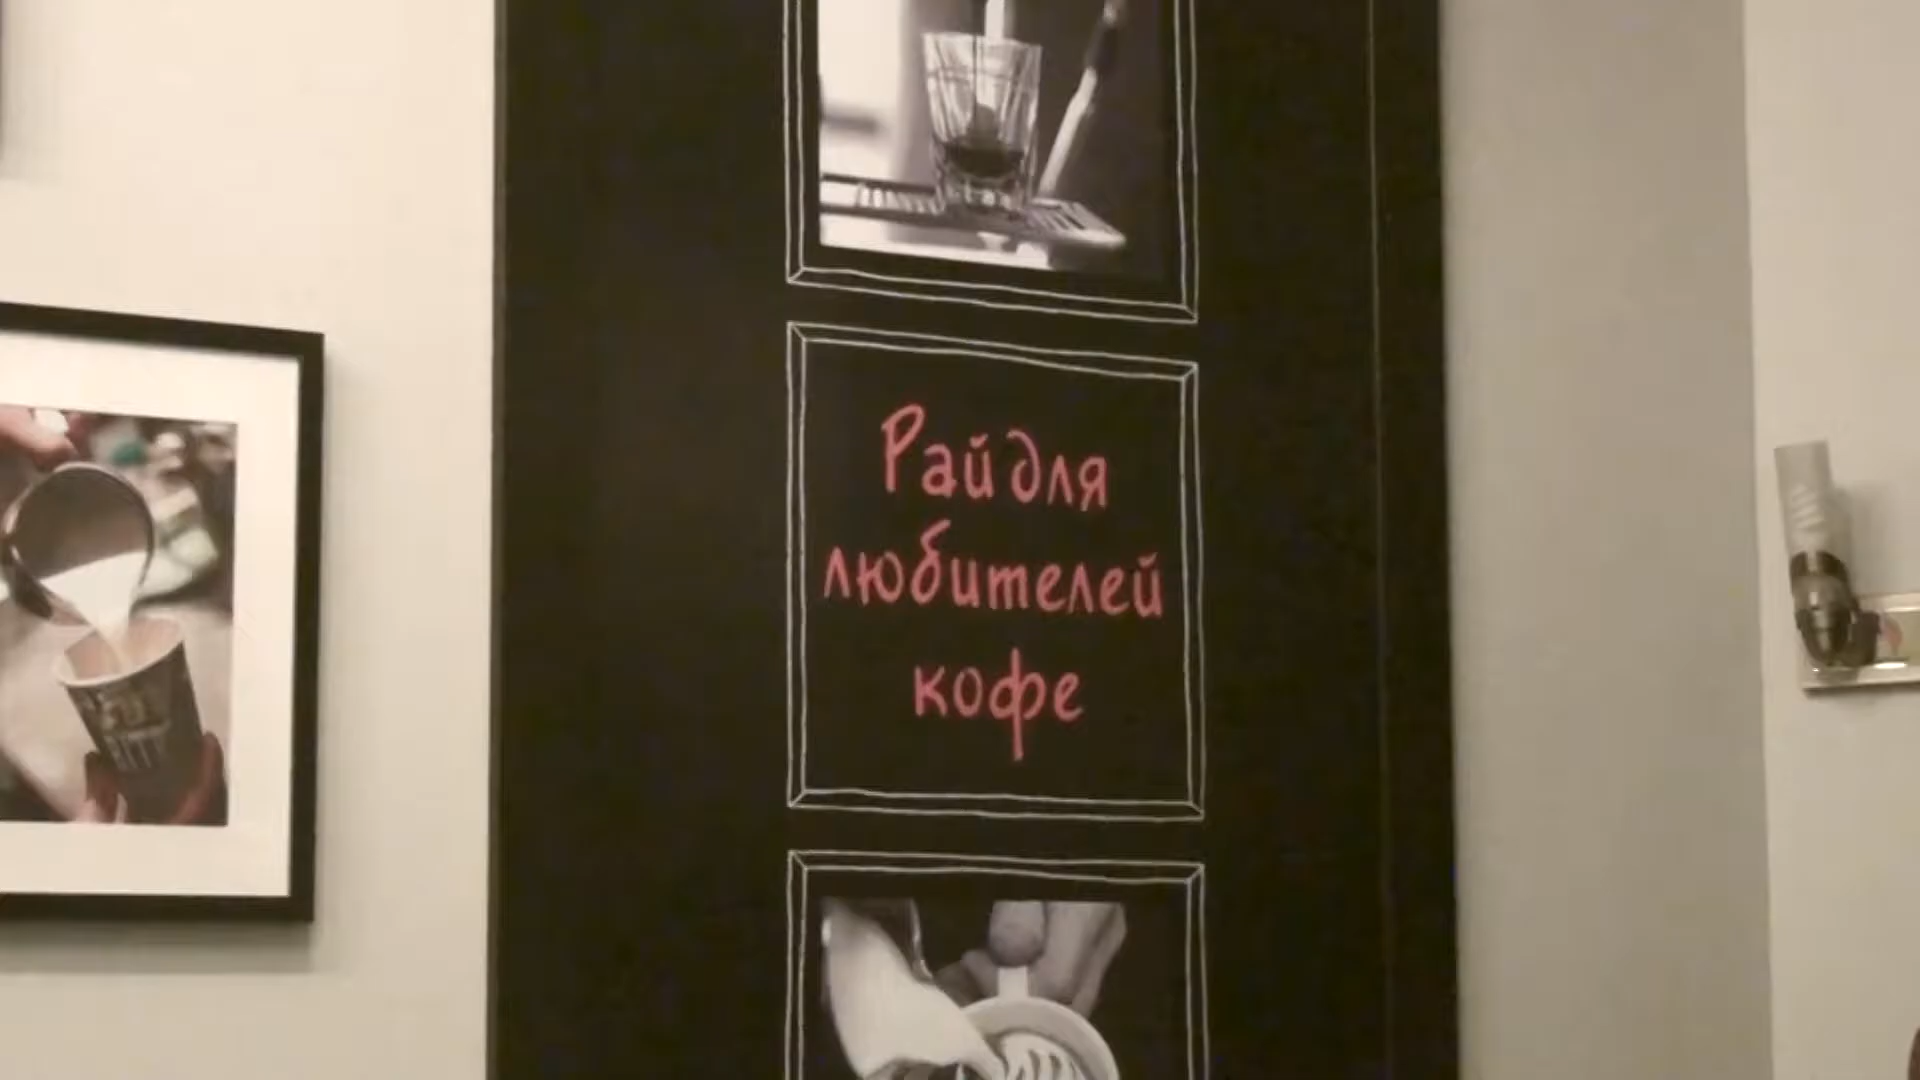 Рай для
любителей
кофе